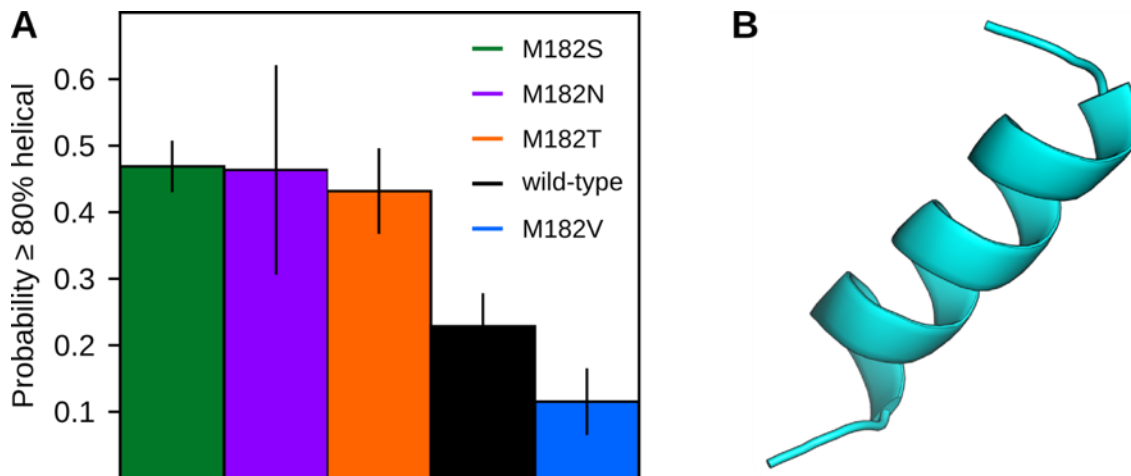 A
Probability ≥ 80% helical
0.6
0.5
0.4
0.3
0.2
0.1
M182S
M182N
M182T
wild-type
M182V
B